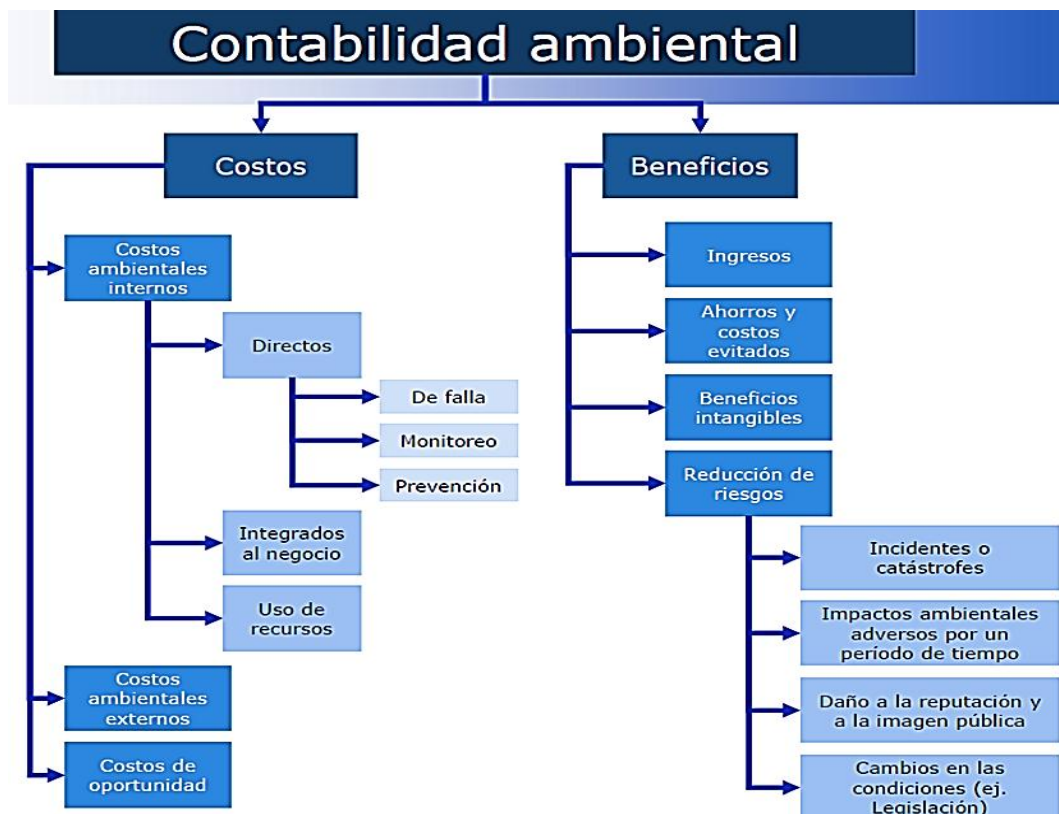 Contabilidad ambiental
Costos
Beneficios
Costos
ambientales
internos
Directos
De falla
Monitoreo
Prevención
Integrados
al negocio
Uso de
recursos
Costos
ambientales
externos
Costos de
oportunidad
Ingresos
Ahorros y
costos
evitados
Beneficios
intangibles
Reducción de
riesgos
Incidentes o
catástrofes
Impactos ambientales
adversos por un
período de tiempo
Daño a la reputación y
a la imagen pública
Cambios en las
condiciones (ej.
Legislación)